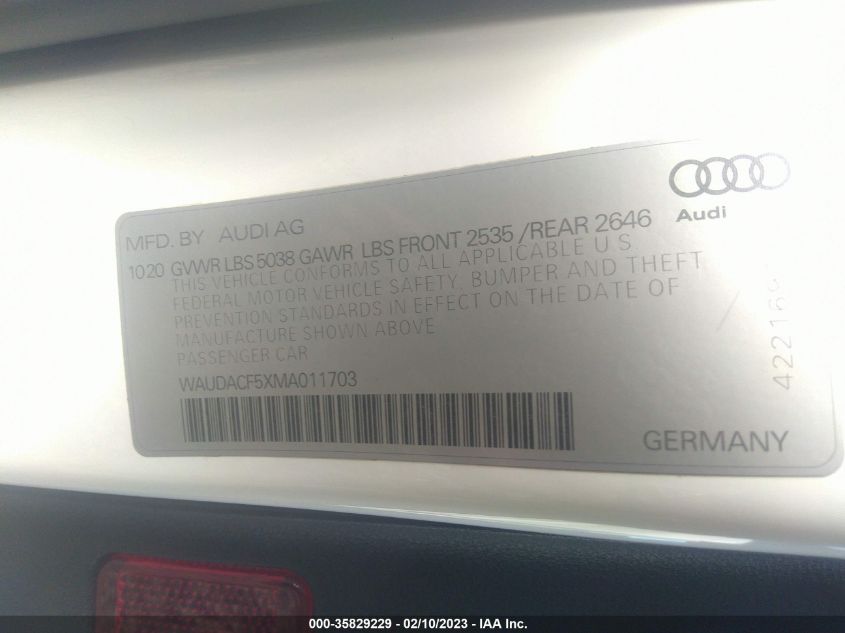 Audi
MFD. BY AUDI AG
10 20 GVWR LBS 5038 GAWR LBS FRONT 2535 / REAR 2646
THIS VEHICLE CONFORMS TO ALL APPLICABLE U.S.
FEDERAL MOTOR VEHICLE SAFETY, BUMPER AND THEFT
PREVENTION STANDARDS IN EFFECT ON THE DATE OF
MANUFACTURE SHOWN ABOVE
PASSENGER CAR
WAUDACF5XMA011703
GERMANY
000-35829229 - 02/10/2023 - IAA Inc.